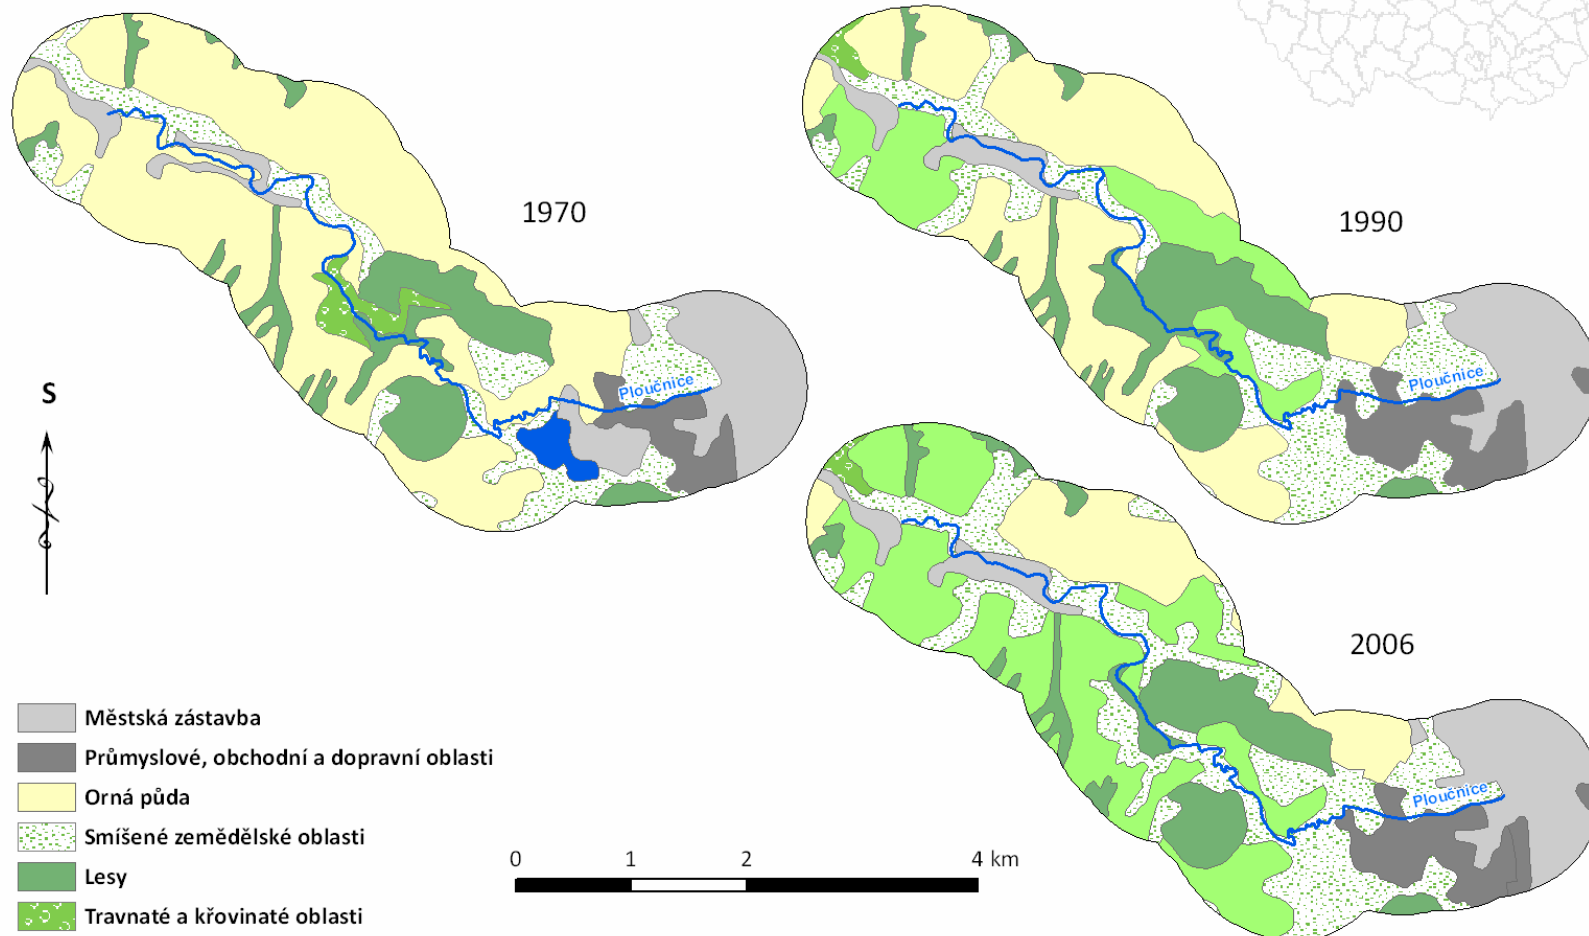 1970
Ploučnice
1990
Ploučnice
2006
Ploučnice
S
Městská zástavba
Průmyslové, obchodní a dopravní oblasti
Orná půda
Smíšené zemědělské oblasti
Lesy
Travnaté a křovinaté oblasti
0 1 2 4 km